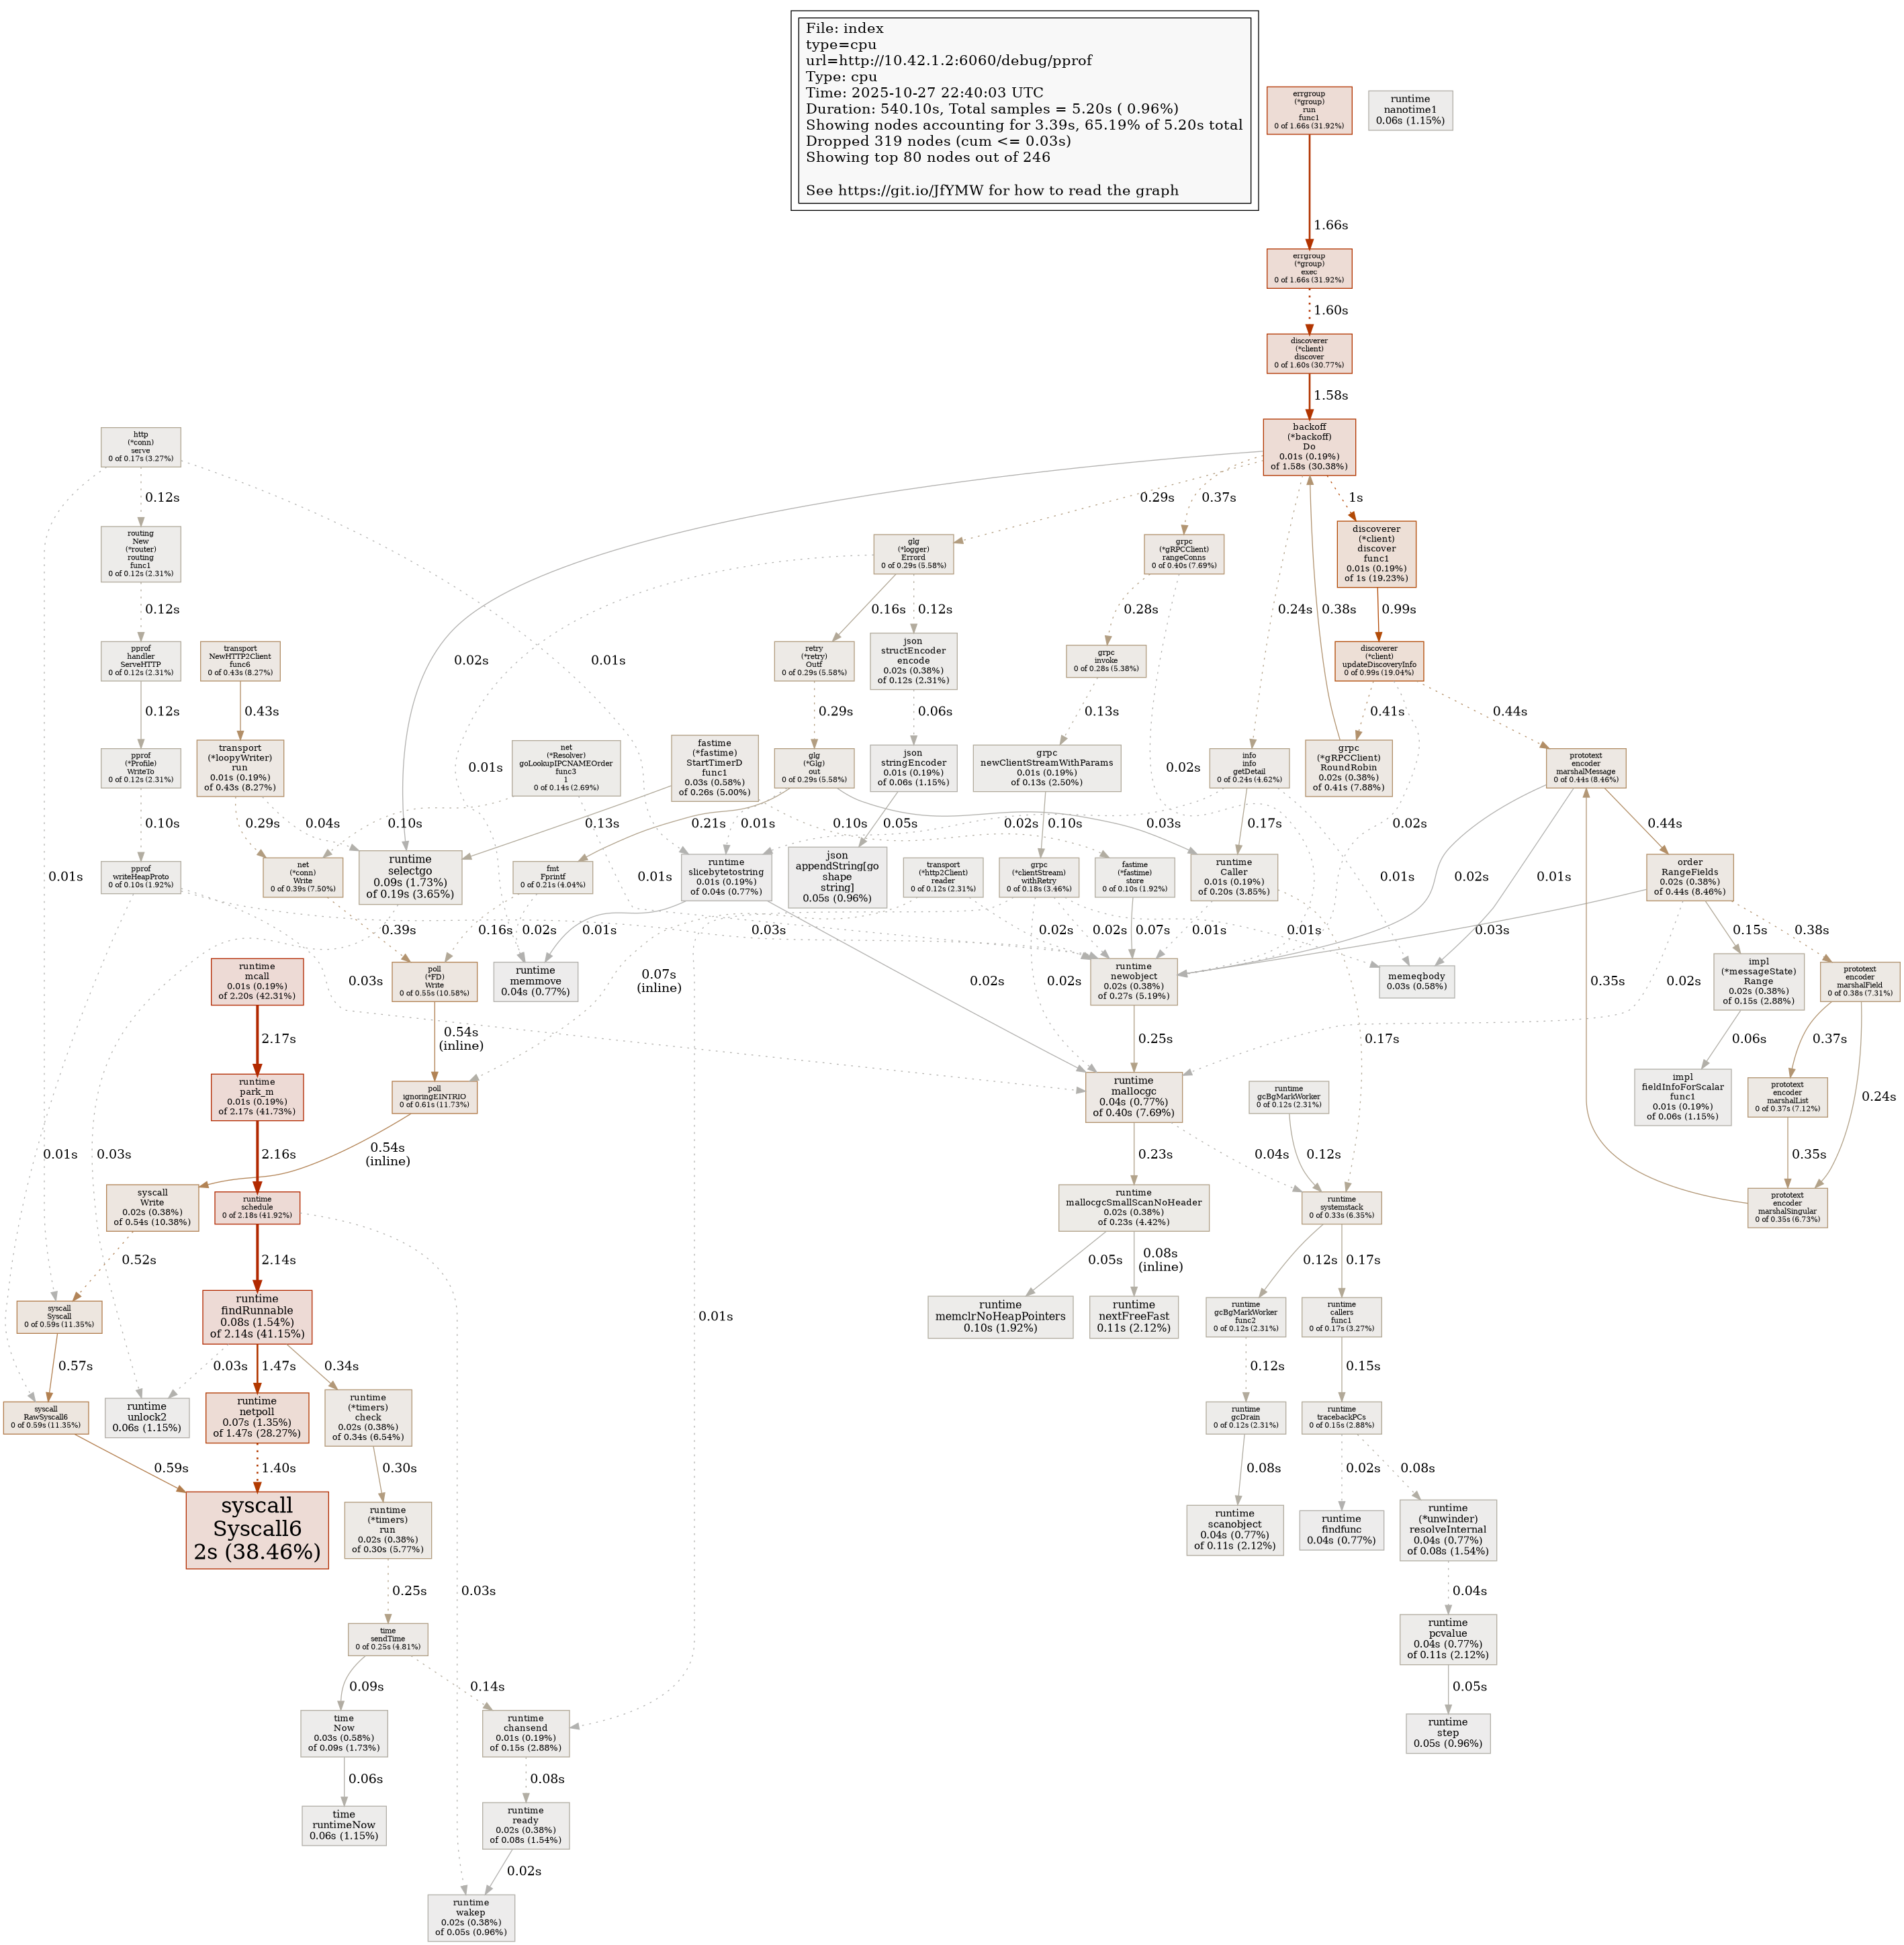 File: index
type=cpu
url=http://10.42.1.2:6060/debug/pprof
Type: cpu
Time: 2025-10-27 22:40:03 UTC
Duration: 540.10s, Total samples = 5.20s ( 0.96%)
Showing nodes accounting for 3.39s, 65.19% of 5.20s total
Dropped 319 nodes (cum <= 0.03s)
Showing top 80 nodes out of 246
See https://git.io/JfYMW for how to read the graph
errgroup
(*group)
run
func1
0 of 1.66s (31.92%)
runtime
nanotime1
0.06s (1.15%)
1.66s
errgroup
(*group)
exec
0 of 1.66s (31.92%)
1.60s
discoverer
(*client)
discover
0 of 1.60s (30.77%)
1.58s
backoff
(*backoff)
Do
0.01s (0.19%)
of 1.58s (30.38%)
http
(*conn)
serve
0 of 0.17s (3.27%)
0.12s
0.29s
0.37s
1s
routing
New
(*router)
routing
func1
0 of 0.12s (2.31%)
glg
(*logger)
Errord
0 of 0.29s (5.58%)
grpc
(*gRPCClient)
rangeConns
0 of 0.40s (7.69%)
discoverer
(*client)
discover
func1
0.01s (0.19%)
of 1s (19.23%)
0.01s
0.12s
0.02s
0.01s
0.16s
0.12s
0.28s
0.24s
0.38s
0.99s
pprof
handler
ServeHTTP
0 of 0.12s (2.31%)
transport
NewHTTP2Client
func6
0 of 0.43s (8.27%)
retry
(*retry)
Outf
0 of 0.29s (5.58%)
json
structEncoder
encode
0.02s (0.38%)
of 0.12s (2.31%)
grpc
invoke
0 of 0.28s (5.38%)
discoverer
(*client)
updateDiscoveryInfo
0 of 0.99s (19.04%)
0.12s
0.43s
0.29s
0.06s
0.13s
0.41s
0.44s
pprof
(*Profile)
WriteTo
0 of 0.12s (2.31%)
transport
(*loopyWriter)
run
0.01s (0.19%)
of 0.43s (8.27%)
0.01s
net
(*Resolver)
goLookupIPCNAMEOrder
func3
1
0 of 0.14s (2.69%)
fastime
(*fastime)
StartTimerD
func1
0.03s (0.58%)
of 0.26s (5.00%)
glg
(*Glg)
out
0 of 0.29s (5.58%)
json
stringEncoder
0.01s (0.19%)
of 0.06s (1.15%)
grpc
newClientStreamWithParams
0.01s (0.19%)
of 0.13s (2.50%)
0.02s
info
info
getDetail
0 of 0.24s (4.62%)
grpc
(*gRPCClient)
RoundRobin
0.02s (0.38%)
of 0.41s (7.88%)
prototext
encoder
marshalMessage
0 of 0.44s (8.46%)
0.10s
0.29s
0.04s
0.10s
0.13s
0.21s
0.01s
0.10s
0.03s
0.05s
0.02s
0.10s
0.17s
0.02s
0.44s
pprof
writeHeapProto
0 of 0.10s (1.92%)
net
(*conn)
Write
0 of 0.39s (7.50%)
runtime
selectgo
0.09s (1.73%)
of 0.19s (3.65%)
fmt
Fprintf
0 of 0.21s (4.04%)
runtime
slicebytetostring
0.01s (0.19%)
of 0.04s (0.77%)
json
appendString[go
shape
string]
0.05s (0.96%)
transport
(*http2Client)
reader
0 of 0.12s (2.31%)
grpc
(*clientStream)
withRetry
0 of 0.18s (3.46%)
fastime
(*fastime)
store
0 of 0.10s (1.92%)
runtime
Caller
0.01s (0.19%)
of 0.20s (3.85%)
order
RangeFields
0.02s (0.38%)
of 0.44s (8.46%)
0.01s
0.01s
0.02s
0.01s
0.39s
0.16s
0.02s
0.01s
0.03s
0.02s
0.02s
0.07s
0.01s
0.01s
0.03s
0.15s
0.38s
runtime
mcall
0.01s (0.19%)
of 2.20s (42.31%)
0.03s
poll
(*FD)
Write
0 of 0.55s (10.58%)
runtime
memmove
0.04s (0.77%)
0.07s
(inline)
0.02s
0.02s
runtime
newobject
0.02s (0.38%)
of 0.27s (5.19%)
memeqbody
0.03s (0.58%)
0.35s
0.02s
impl
(*messageState)
Range
0.02s (0.38%)
of 0.15s (2.88%)
prototext
encoder
marshalField
0 of 0.38s (7.31%)
2.17s
0.54s
(inline)
0.25s
0.17s
0.06s
0.37s
runtime
park_m
0.01s (0.19%)
of 2.17s (41.73%)
poll
ignoringEINTRIO
0 of 0.61s (11.73%)
runtime
mallocgc
0.04s (0.77%)
of 0.40s (7.69%)
runtime
gcBgMarkWorker
0 of 0.12s (2.31%)
impl
fieldInfoForScalar
func1
0.01s (0.19%)
of 0.06s (1.15%)
prototext
encoder
marshalList
0 of 0.37s (7.12%)
0.24s
0.01s
0.03s
2.16s
0.54s
(inline)
0.23s
0.04s
0.12s
0.35s
syscall
Write
0.02s (0.38%)
of 0.54s (10.38%)
runtime
schedule
0 of 2.18s (41.92%)
runtime
mallocgcSmallScanNoHeader
0.02s (0.38%)
of 0.23s (4.42%)
runtime
systemstack
0 of 0.33s (6.35%)
prototext
encoder
marshalSingular
0 of 0.35s (6.73%)
0.52s
2.14s
0.05s
0.08s
(inline)
0.12s
0.17s
syscall
Syscall
0 of 0.59s (11.35%)
runtime
findRunnable
0.08s (1.54%)
of 2.14s (41.15%)
0.01s
runtime
memclrNoHeapPointers
0.10s (1.92%)
runtime
nextFreeFast
0.11s (2.12%)
runtime
gcBgMarkWorker
func2
0 of 0.12s (2.31%)
runtime
callers
func1
0 of 0.17s (3.27%)
0.57s
0.03s
1.47s
0.34s
0.12s
0.15s
syscall
RawSyscall6
0 of 0.59s (11.35%)
runtime
unlock2
0.06s (1.15%)
runtime
netpoll
0.07s (1.35%)
of 1.47s (28.27%)
runtime
(*timers)
check
0.02s (0.38%)
of 0.34s (6.54%)
runtime
gcDrain
0 of 0.12s (2.31%)
runtime
tracebackPCs
0 of 0.15s (2.88%)
0.59s
1.40s
0.30s
0.08s
0.02s
0.08s
syscall
Syscall6
2s (38.46%)
runtime
(*timers)
run
0.02s (0.38%)
of 0.30s (5.77%)
runtime
scanobject
0.04s (0.77%)
of 0.11s (2.12%)
runtime
findfunc
0.04s (0.77%)
runtime
(*unwinder)
resolveInternal
0.04s (0.77%)
of 0.08s (1.54%)
0.25s
0.03s
0.04s
time
sendTime
0 of 0.25s (4.81%)
runtime
pcvalue
0.04s (0.77%)
of 0.11s (2.12%)
0.09s
0.14s
0.05s
time
Now
0.03s (0.58%)
of 0.09s (1.73%)
runtime
chansend
0.01s (0.19%)
of 0.15s (2.88%)
runtime
step
0.05s (0.96%)
0.06s
0.08s
time
runtimeNow
0.06s (1.15%)
runtime
ready
0.02s (0.38%)
of 0.08s (1.54%)
0.02s
runtime
wakep
0.02s (0.38%)
of 0.05s (0.96%)